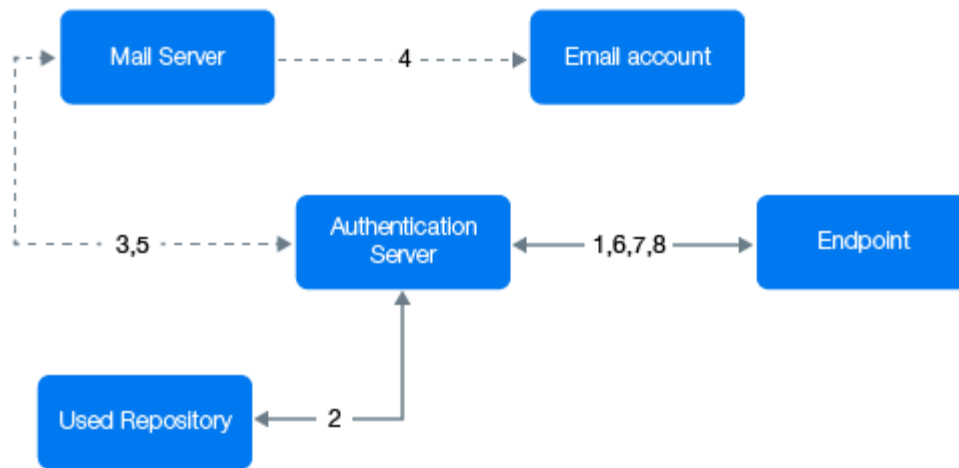 Mail Server
4
Email account
3,5
Authentication
Server
1,6,7,8
Endpoint
Used Repository
2